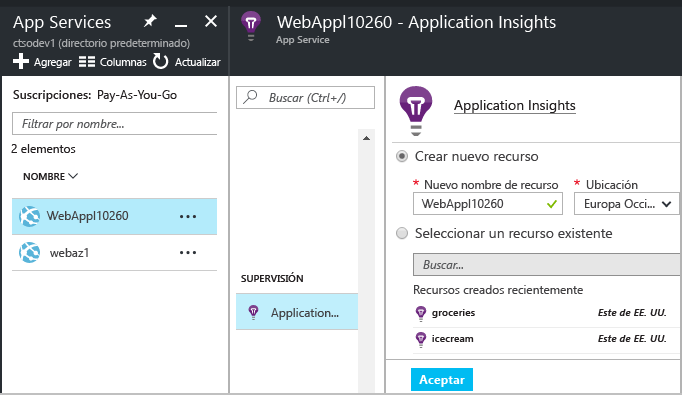 App Services
ctsodev1 (directorio predeterminado)
Agregar Columnas Actualizar
Suscripciones: Pay-As-You-Go
Filtrar por nombre...
2 elementos
NOMBRE
WebAppl10260 ...
webaz1 ...
WebAppl10260 - Application Insights
App Service
Buscar (Ctrl+/)
SUPERVISIÓN
Application...
Application Insights
Crear nuevo recurso
* Nuevo nombre de recurso * Ubicación
WebAppl10260 Europa Occi...
Seleccionar un recurso existente
Buscar...
Recursos creados recientemente
groceries Este de EE. UU.
icecream Este de EE. UU.
Aceptar